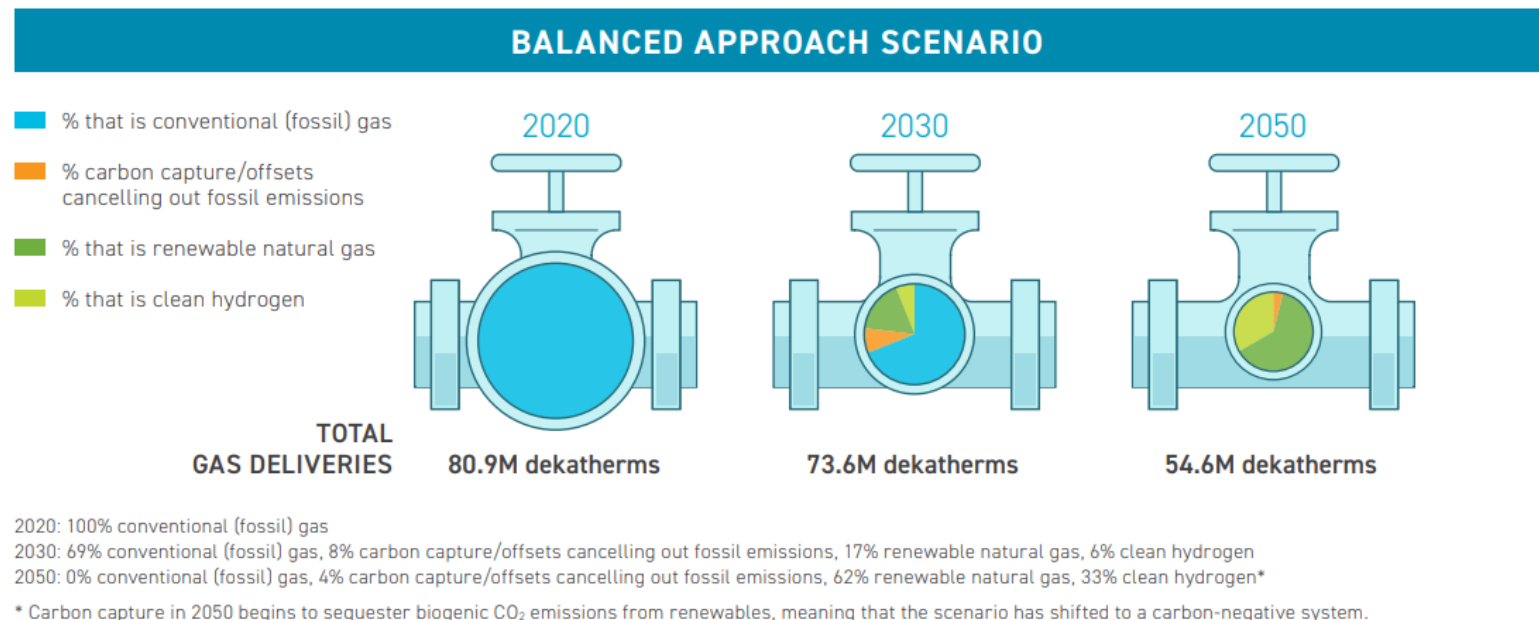 BALANCED APPROACH SCENARIO
% that is conventional (fossil) gas
% carbon capture/offsets
cancelling out fossil emissions
% that is renewable natural gas
% that is clean hydrogen
2020
2030
2050
TOTAL
GAS DELIVERIES
80.9M dekatherms
73.6M dekatherms
54.6M dekatherms
2020: 100% conventional (fossil) gas
2030: 69% conventional (fossil) gas, 8% carbon capture/offsets cancelling out fossil emissions, 17% renewable natural gas, 6% clean hydrogen
2050: 0% conventional (fossil) gas, 4% carbon capture/offsets cancelling out fossil emissions, 62% renewable natural gas, 33% clean hydrogen*
* Carbon capture in 2050 begins to sequester biogenic CO₂ emissions from renewables, meaning that the scenario has shifted to a carbon-negative system.